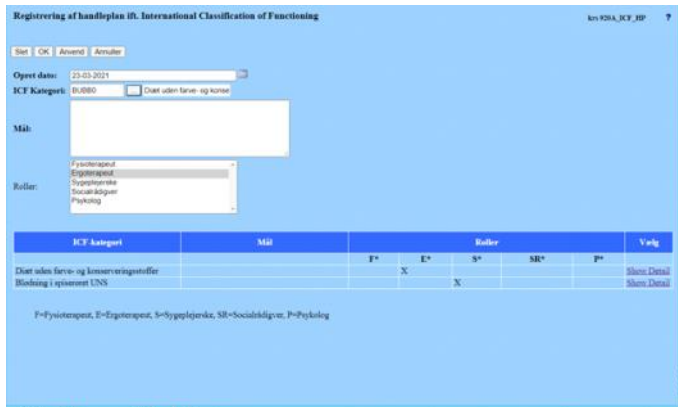 Registrering af handleplan ift. International Classification of Functioning krv 920A_ICF_HP ?
Slet OK Anvend Annuller
Opret dato: 23-03-2021
ICF Kategori: BUBB0 ... Diæt uden farve- og konse
Mål:
Fysioterapeut
Ergoterapeut
Sygeplejerske
Socialrådgiver
Psykolog
Roller:
ICF-kategori Mål Roller Vælg
F* E* S* SR* P*
Diæt uden farve- og konserveringsstoffer X Show Detail
Blødning i spiserøret UNS X Show Detail
F=Fysioterapeut, E=Ergoterapeut, S=Sygeplejerske, SR=Socialrådgiver, P=Psykolog